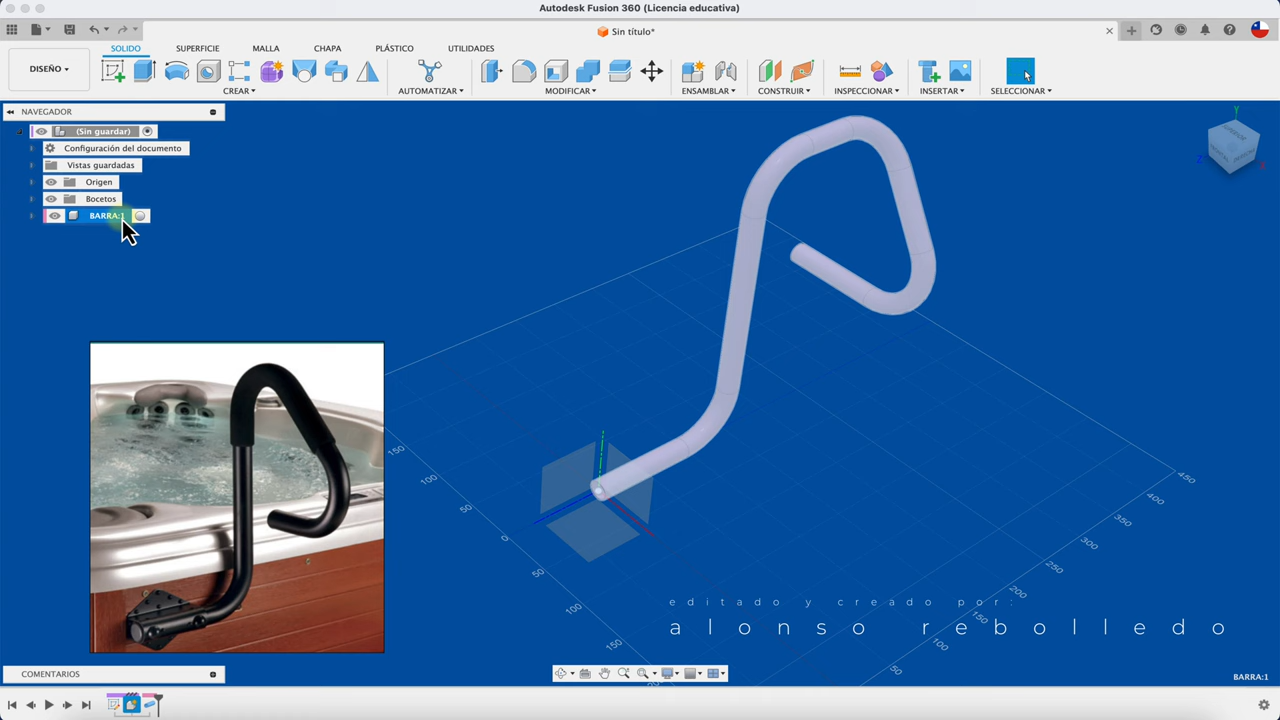 Autodesk Fusion 360 (Licencia educativa)
Sin título*
DISEÑO
SOLIDO
SUPERFICIE
MALLA
CHAPA
PLÁSTICO
UTILIDADES
CREAR
AUTOMATIZAR
MODIFICAR
ENSAMBLAR
CONSTRUIR
INSPECCIONAR
INSERTAR
SELECCIONAR
NAVEGADOR
(Sin guardar)
Configuración del documento
Vistas guardadas
Origen
Bocetos
BARRA:1
Y
Z
X
150
100
50
0
50
100
150
450
400
350
300
250
200
150
50
editado y creado por:
alonso rebolledo
COMENTARIOS
BARRA:1